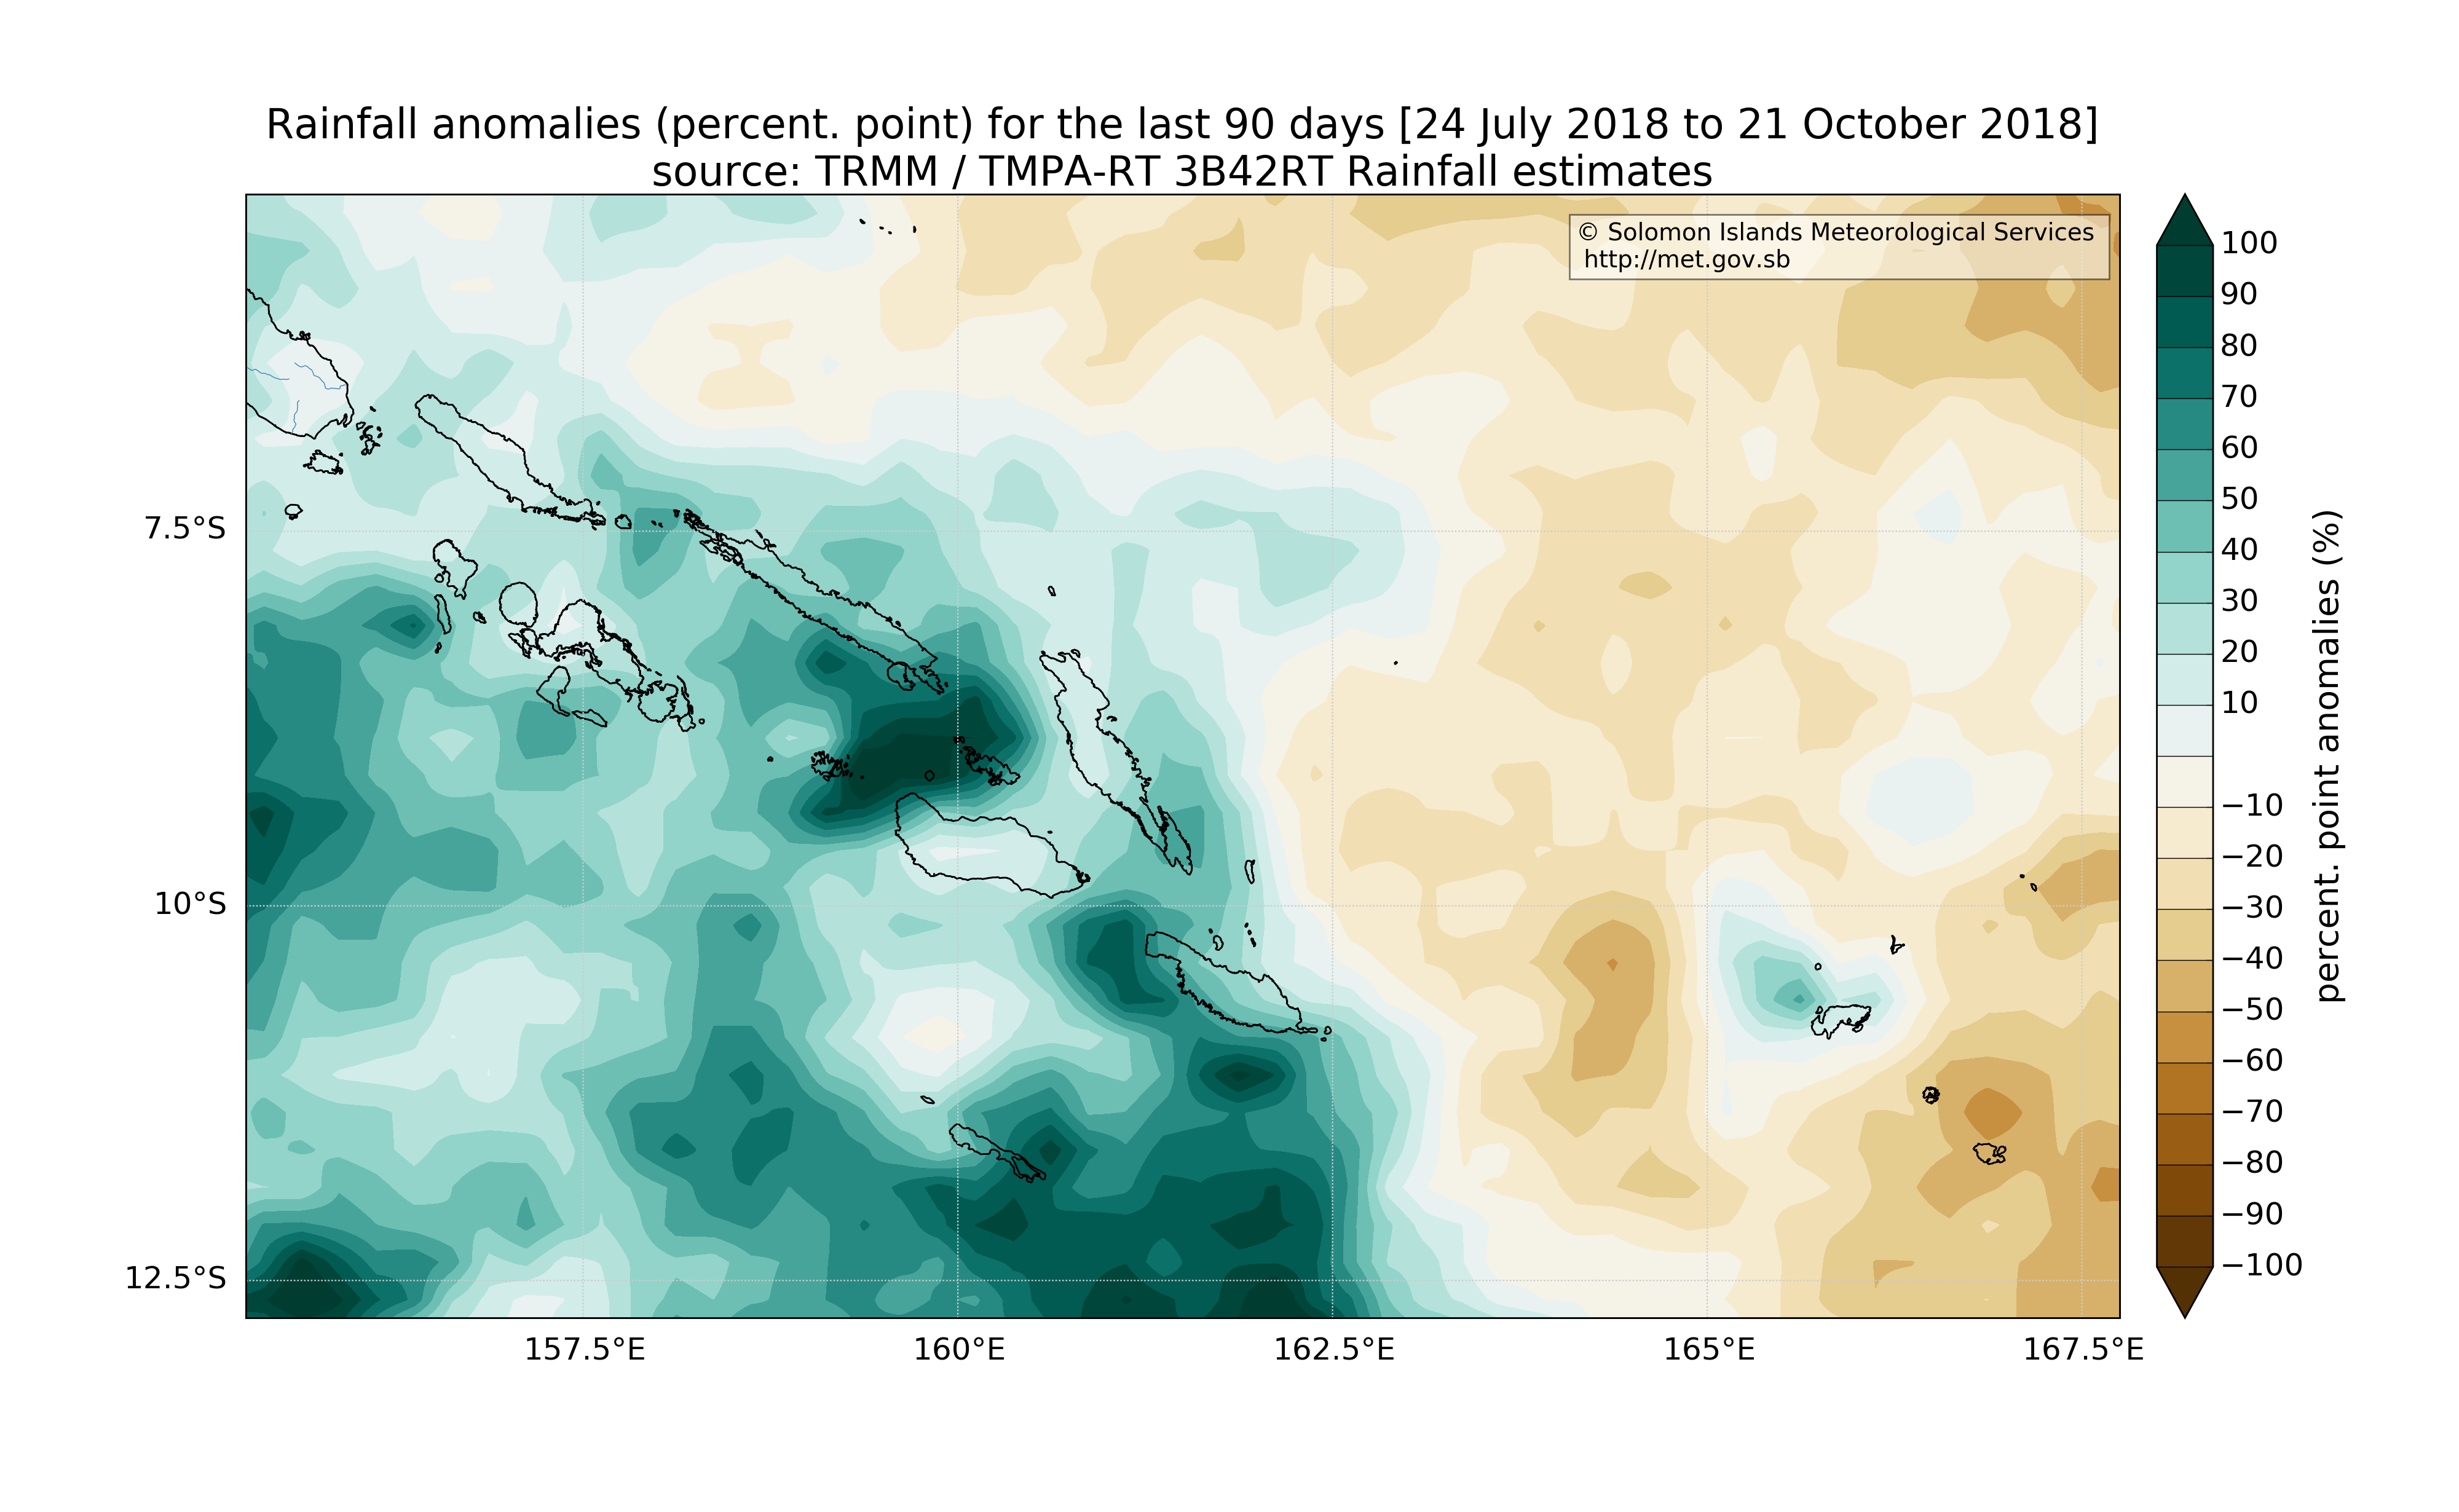 Rainfall anomalies (percent. point) for the last 90 days [24 July 2018 to 21 October 2018]
source: TRMM / TMPA-RT 3B42RT Rainfall estimates
© Solomon Islands Meteorological Services
http://met.gov.sb
7.5°S
10°S
12.5°S
157.5°E
160°E
162.5°E
165°E
167.5°E
100
90
80
70
60
50
40
30
20
10
−10
−20
−30
−40
−50
−60
−70
−80
−90
−100
percent. point anomalies (%)